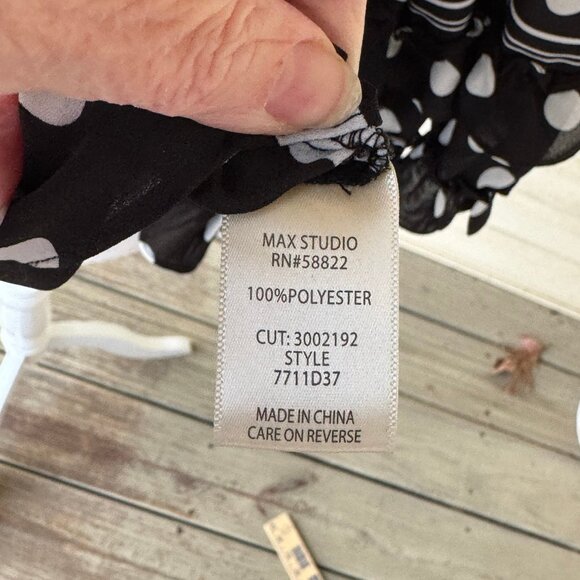 MAX STUDIO
RN#58822
100%POLYESTER
CUT: 3002192
STYLE
7711D37
MADE IN CHINA
CARE ON REVERSE